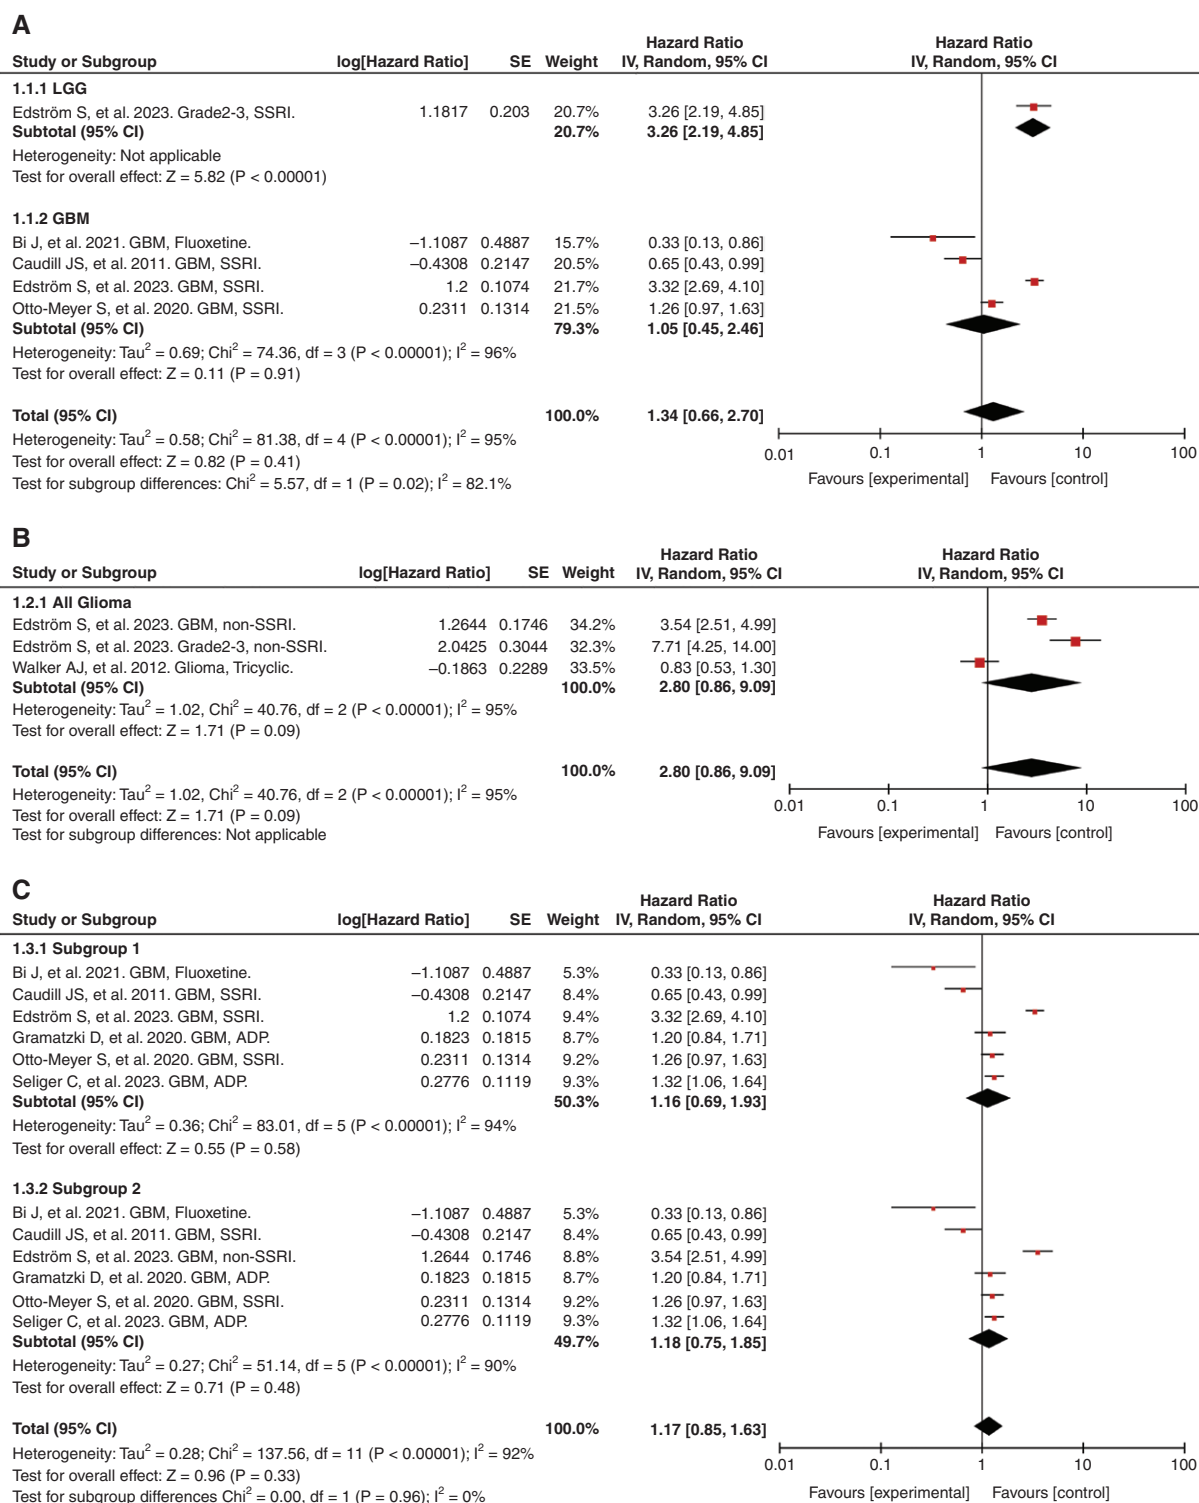 A
Hazard Ratio Hazard Ratio
Study or Subgroup log[Hazard Ratio] SE Weight IV, Random, 95% CI IV, Random, 95% CI
1.1.1 LGG
Edström S, et al. 2023. Grade2-3, SSRI. 1.1817 0.203 20.7% 3.26 [2.19, 4.85]
Subtotal (95% CI) 20.7% 3.26 [2.19, 4.85]
Heterogeneity: Not applicable
Test for overall effect: Z = 5.82 (P < 0.00001)
1.1.2 GBM
Bi J, et al. 2021. GBM, Fluoxetine. −1.1087 0.4887 15.7% 0.33 [0.13, 0.86]
Caudill JS, et al. 2011. GBM, SSRI. −0.4308 0.2147 20.5% 0.65 [0.43, 0.99]
Edström S, et al. 2023. GBM, SSRI. 1.2 0.1074 21.7% 3.32 [2.69, 4.10]
Otto-Meyer S, et al. 2020. GBM, SSRI. 0.2311 0.1314 21.5% 1.26 [0.97, 1.63]
Subtotal (95% CI) 79.3% 1.05 [0.45, 2.46]
Heterogeneity: Tau² = 0.69; Chi² = 74.36, df = 3 (P < 0.00001); I² = 96%
Test for overall effect: Z = 0.11 (P = 0.91)
Total (95% CI) 100.0% 1.34 [0.66, 2.70]
Heterogeneity: Tau² = 0.58; Chi² = 81.38, df = 4 (P < 0.00001); I² = 95%
Test for overall effect: Z = 0.82 (P = 0.41)
Test for subgroup differences: Chi² = 5.57, df = 1 (P = 0.02); I² = 82.1%
0.01 0.1 1 10 100
Favours [experimental] Favours [control]
B
Hazard Ratio Hazard Ratio
Study or Subgroup log[Hazard Ratio] SE Weight IV, Random, 95% CI IV, Random, 95% CI
1.2.1 All Glioma
Edström S, et al. 2023. GBM, non-SSRI. 1.2644 0.1746 34.2% 3.54 [2.51, 4.99]
Edström S, et al. 2023. Grade2-3, non-SSRI. 2.0425 0.3044 32.3% 7.71 [4.25, 14.00]
Walker AJ, et al. 2012. Glioma, Tricyclic. −0.1863 0.2289 33.5% 0.83 [0.53, 1.30]
Subtotal (95% CI) 100.0% 2.80 [0.86, 9.09]
Heterogeneity: Tau² = 1.02, Chi² = 40.76, df = 2 (P < 0.00001); I² = 95%
Test for overall effect: Z = 1.71 (P = 0.09)
Total (95% CI) 100.0% 2.80 [0.86, 9.09]
Heterogeneity: Tau² = 1.02, Chi² = 40.76, df = 2 (P < 0.00001); I² = 95%
Test for overall effect: Z = 1.71 (P = 0.09)
Test for subgroup differences: Not applicable
0.01 0.1 1 10 100
Favours [experimental] Favours [control]
C
Hazard Ratio Hazard Ratio
Study or Subgroup log[Hazard Ratio] SE Weight IV, Random, 95% CI IV, Random, 95% CI
1.3.1 Subgroup 1
Bi J, et al. 2021. GBM, Fluoxetine. −1.1087 0.4887 5.3% 0.33 [0.13, 0.86]
Caudill JS, et al. 2011. GBM, SSRI. −0.4308 0.2147 8.4% 0.65 [0.43, 0.99]
Edström S, et al. 2023. GBM, SSRI. 1.2 0.1074 9.4% 3.32 [2.69, 4.10]
Gramatzki D, et al. 2020. GBM, ADP. 0.1823 0.1815 8.7% 1.20 [0.84, 1.71]
Otto-Meyer S, et al. 2020. GBM, SSRI. 0.2311 0.1314 9.2% 1.26 [0.97, 1.63]
Seliger C, et al. 2023. GBM, ADP. 0.2776 0.1119 9.3% 1.32 [1.06, 1.64]
Subtotal (95% CI) 50.3% 1.16 [0.69, 1.93]
Heterogeneity: Tau² = 0.36; Chi² = 83.01, df = 5 (P < 0.00001); I² = 94%
Test for overall effect: Z = 0.55 (P = 0.58)
1.3.2 Subgroup 2
Bi J, et al. 2021. GBM, Fluoxetine. −1.1087 0.4887 5.3% 0.33 [0.13, 0.86]
Caudill JS, et al. 2011. GBM, SSRI. −0.4308 0.2147 8.4% 0.65 [0.43, 0.99]
Edström S, et al. 2023. GBM, non-SSRI. 1.2644 0.1746 8.8% 3.54 [2.51, 4.99]
Gramatzki D, et al. 2020. GBM, ADP. 0.1823 0.1815 8.7% 1.20 [0.84, 1.71]
Otto-Meyer S, et al. 2020. GBM, SSRI. 0.2311 0.1314 9.2% 1.26 [0.97, 1.63]
Seliger C, et al. 2023. GBM, ADP. 0.2776 0.1119 9.3% 1.32 [1.06, 1.64]
Subtotal (95% CI) 49.7% 1.18 [0.75, 1.85]
Heterogeneity: Tau² = 0.27; Chi² = 51.14, df = 5 (P < 0.00001); I² = 90%
Test for overall effect: Z = 0.71 (P = 0.48)
Total (95% CI) 100.0% 1.17 [0.85, 1.63]
Heterogeneity: Tau² = 0.28; Chi² = 137.56, df = 11 (P < 0.00001); I² = 92%
Test for overall effect: Z = 0.96 (P = 0.33)
Test for subgroup differences Chi² = 0.00, df = 1 (P = 0.96); I² = 0%
0.01 0.1 1 10 100
Favours [experimental] Favours [control]